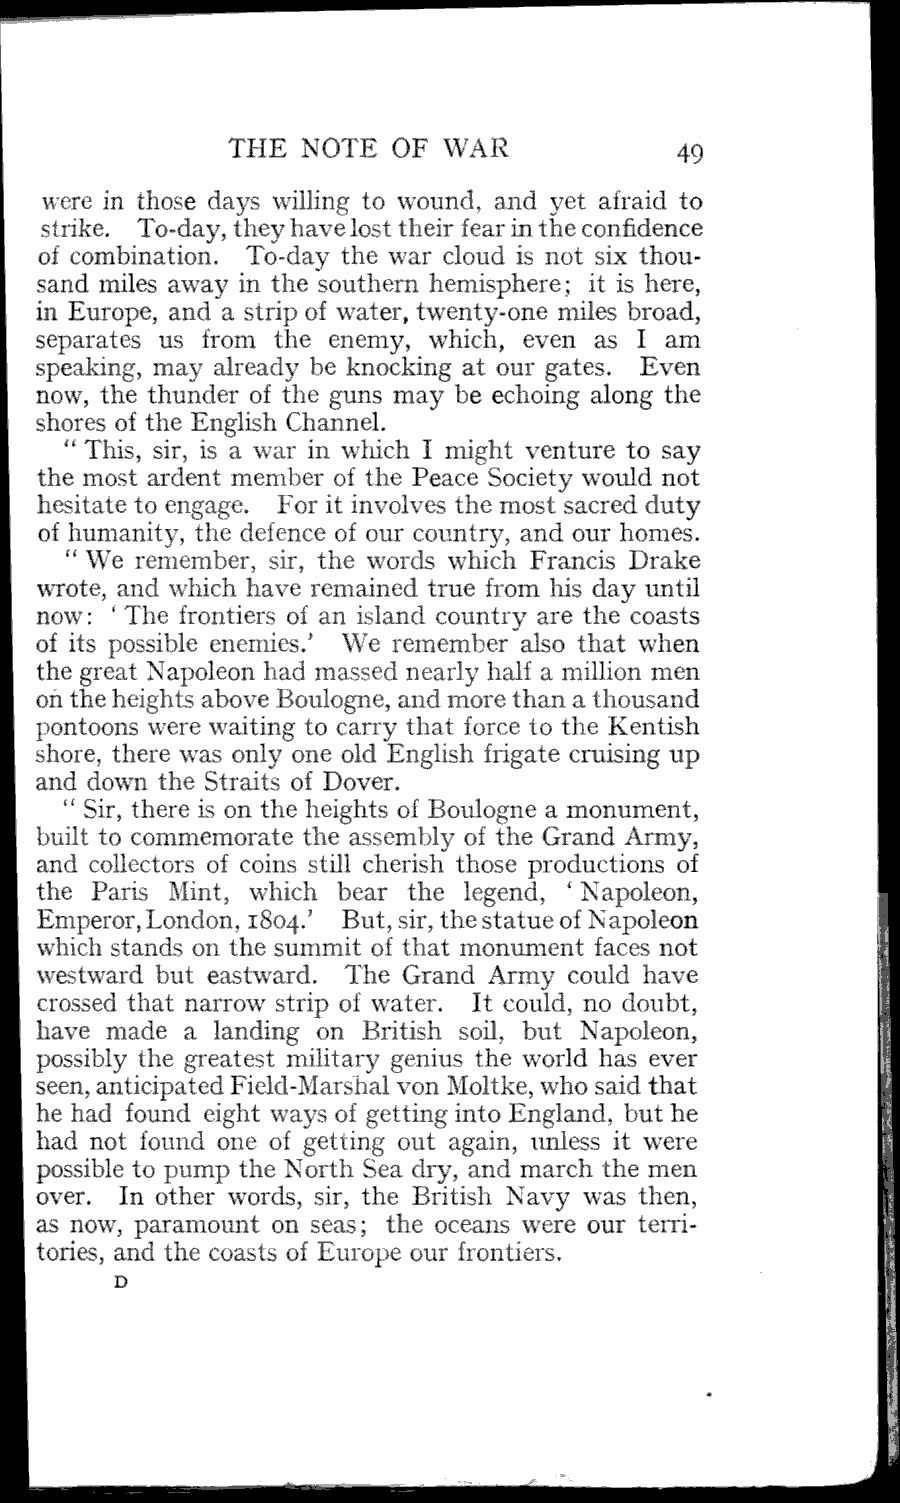 THE NOTE OF WAR 49
were in those days willing to wound, and yet afraid to
strike. To-day, they have lost their fear in the confidence
of combination. To-day the war cloud is not six thou-
sand miles away in the southern hemisphere; it is here,
in Europe, and a strip of water, twenty-one miles broad,
separates us from the enemy, which, even as I am
speaking, may already be knocking at our gates. Even
now, the thunder of the guns may be echoing along the
shores of the English Channel.
“ This, sir, is a war in which I might venture to say
the most ardent member of the Peace Society would not
hesitate to engage. For it involves the most sacred duty
of humanity, the defence of our country, and our homes.
“ We remember, sir, the words which Francis Drake
wrote, and which have remained true from his day until
now: ‘ The frontiers of an island country are the coasts
of its possible enemies.’ We remember also that when
the great Napoleon had massed nearly half a million men
on the heights above Boulogne, and more than a thousand
pontoons were waiting to carry that force to the Kentish
shore, there was only one old English frigate cruising up
and down the Straits of Dover.
“ Sir, there is on the heights of Boulogne a monument,
built to commemorate the assembly of the Grand Army,
and collectors of coins still cherish those productions of
the Paris Mint, which bear the legend, ‘ Napoleon,
Emperor, London, 1804.’ But, sir, the statue of Napoleon
which stands on the summit of that monument faces not
westward but eastward. The Grand Army could have
crossed that narrow strip of water. It could, no doubt,
have made a landing on British soil, but Napoleon,
possibly the greatest military genius the world has ever
seen, anticipated Field-Marshal von Moltke, who said that
he had found eight ways of getting into England, but he
had not found one of getting out again, unless it were
possible to pump the North Sea dry, and march the men
over. In other words, sir, the British Navy was then,
as now, paramount on seas; the oceans were our terri-
tories, and the coasts of Europe our frontiers.
D